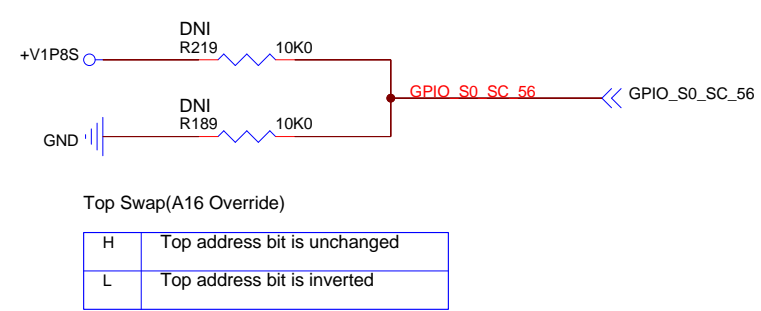 DNI
R219 10K0
+V1P8S
GPIO_S0_SC_56 GPIO_S0_SC_56
DNI
R189 10K0
GND
Top Swap(A16 Override)
H Top address bit is unchanged
L Top address bit is inverted